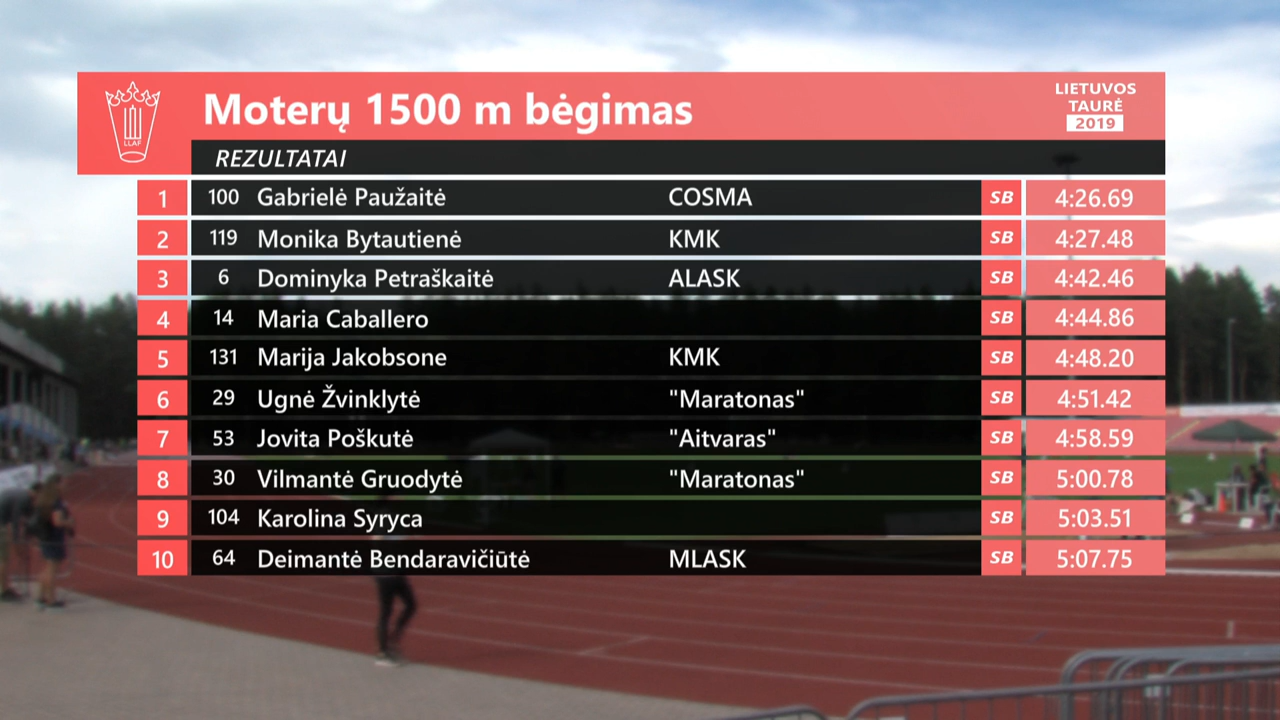 Moterų 1500 m bėgimas
LIETUVOS
TAURĖ
2019
LLAF
REZULTATAI
1 100 Gabrielė Paužaitė COSMA SB 4:26.69
2 119 Monika Bytautienė KMK SB 4:27.48
3 6 Dominyka Petraškaitė ALASK SB 4:42.46
4 14 Maria Caballero SB 4:44.86
5 131 Marija Jakobsone KMK SB 4:48.20
6 29 Ugnė Žvinklytė "Maratonas" SB 4:51.42
7 53 Jovita Poškutė "Aitvaras" SB 4:58.59
8 30 Vilmantė Gruodytė "Maratonas" SB 5:00.78
9 104 Karolina Syryca SB 5:03.51
10 64 Deimantė Bendaravičiūtė MLASK SB 5:07.75